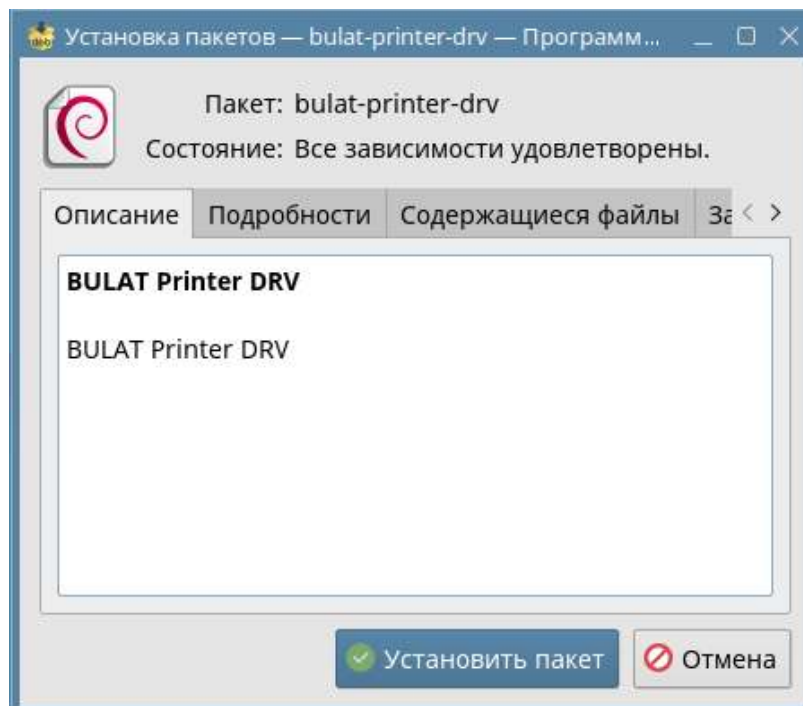 Установка пакетов — bulat-printer-drv — Программ...
Пакет: bulat-printer-drv
Состояние: Все зависимости удовлетворены.
Описание Подробности Содержащиеся файлы За
BULAT Printer DRV
BULAT Printer DRV
Установить пакет Отмена